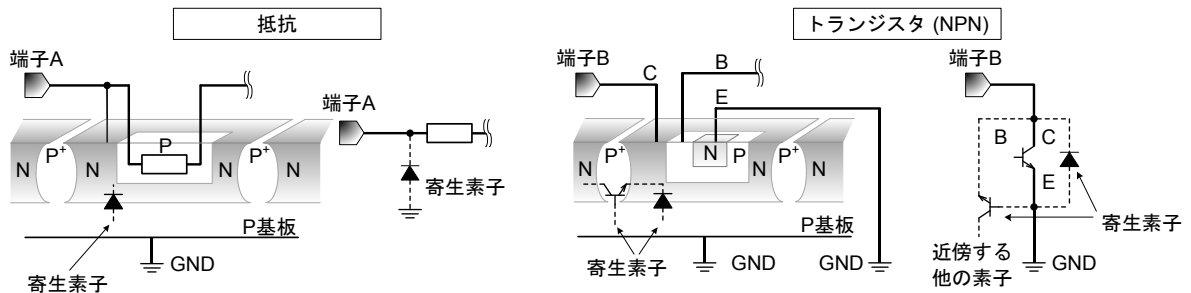 抵抗
端子A
P
N
P+
N
P+
N
N
P基板
寄生素子
GND
端子A
寄生素子
トランジスタ (NPN)
端子B
C
B
E
N
P+
N
N
P
P+
N
N
P基板
寄生素子
GND
GND
端子B
B
C
E
寄生素子
近傍する
他の素子
GND